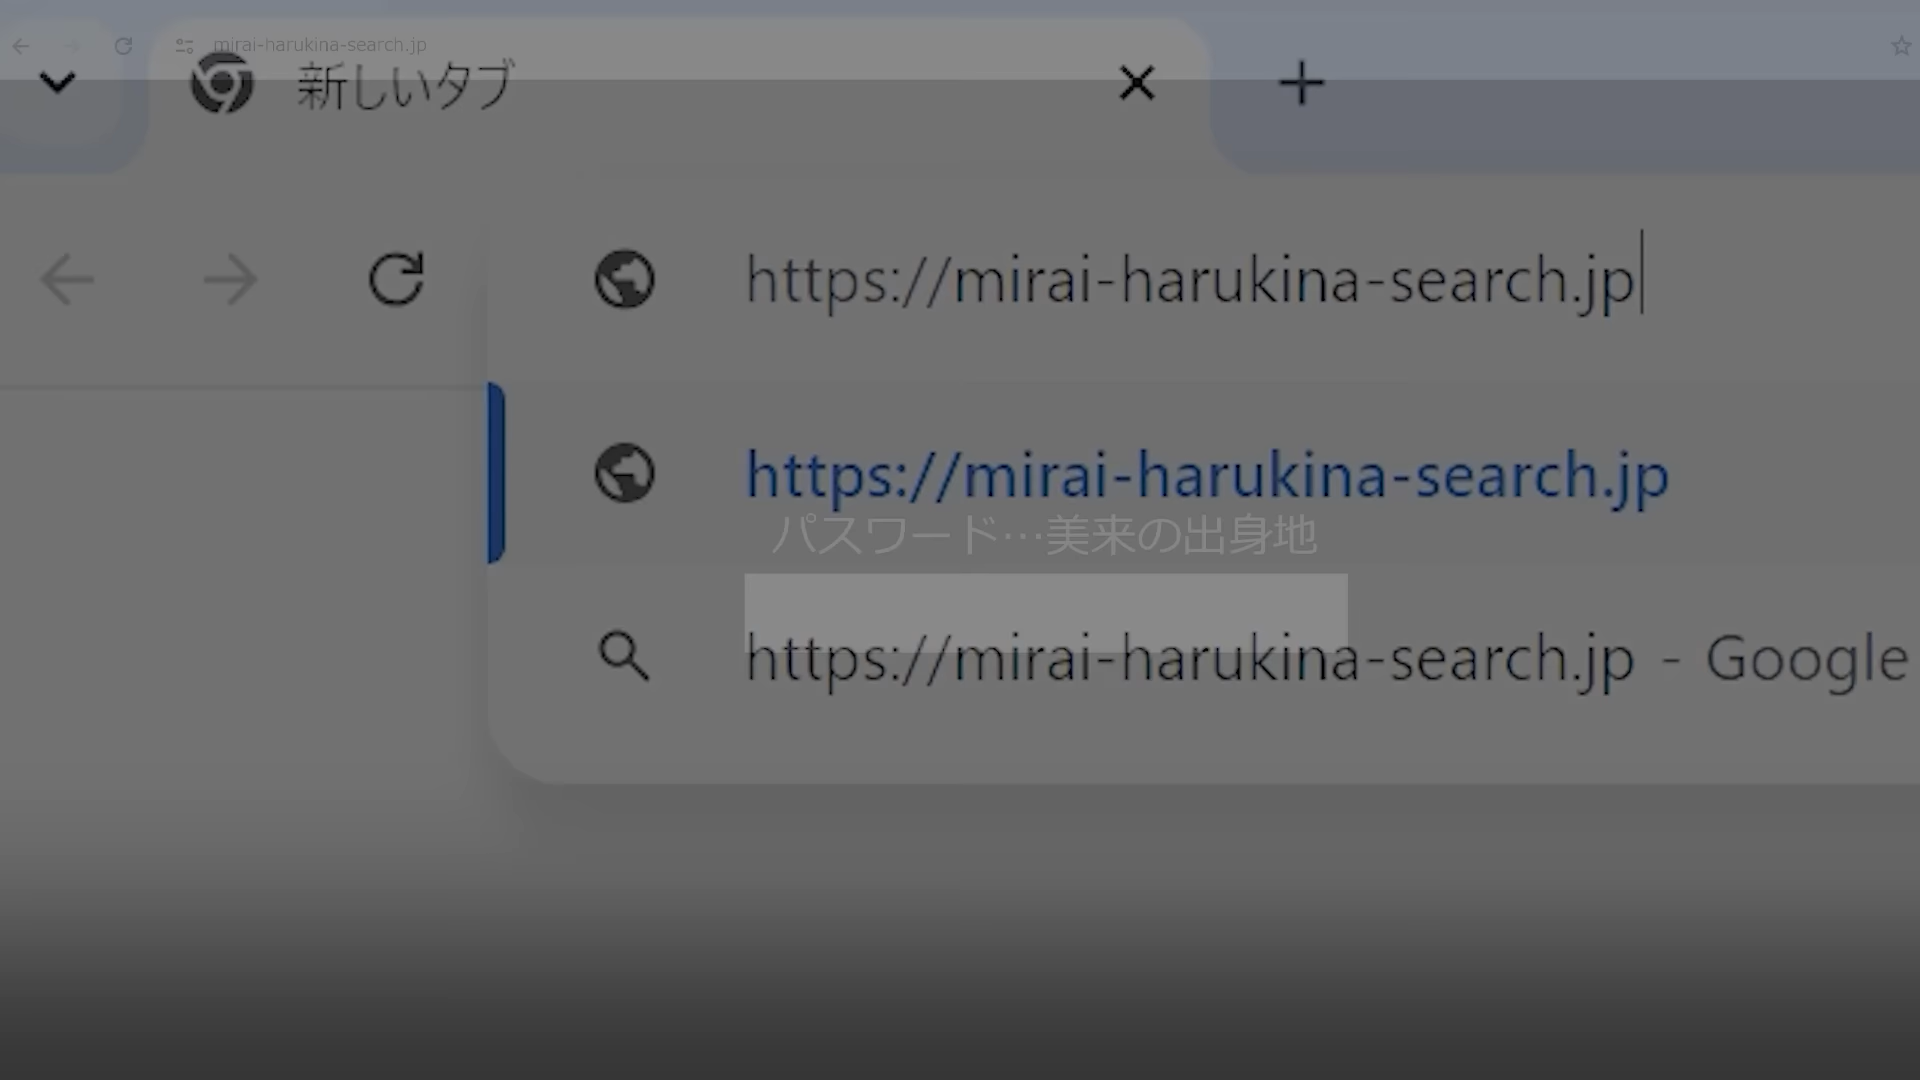 mirai-harukina-search.jp
新しいタブ
https://mirai-harukina-search.jp
https://mirai-harukina-search.jp
パスワード…美来の出身地
https://mirai-harukina-search.jp - Google